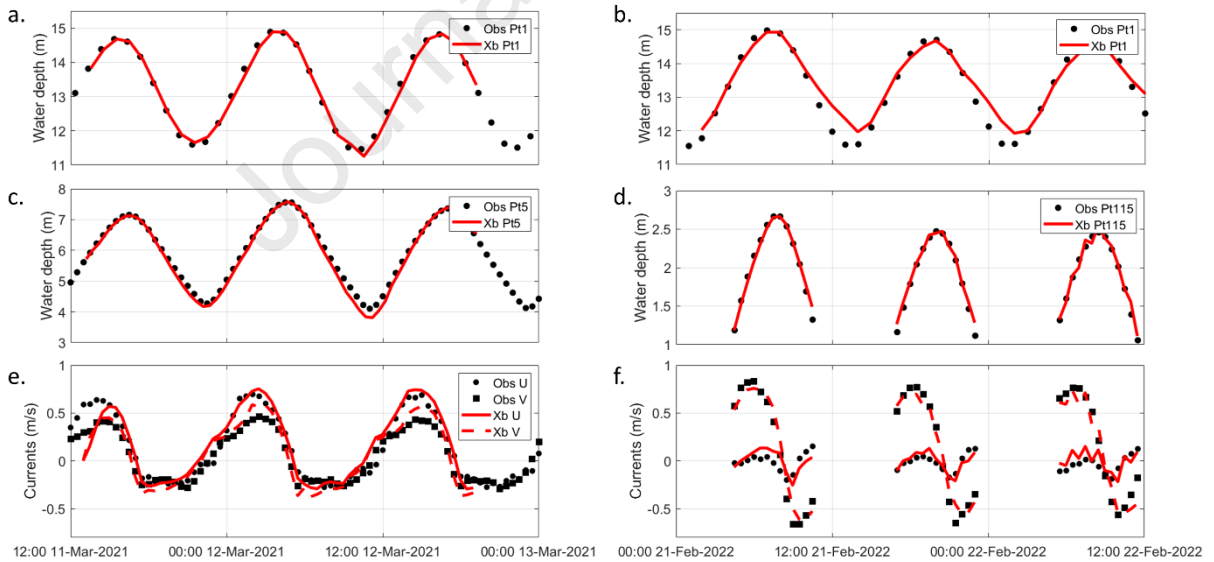 a.
15
14
13
12
11
Water depth (m)
Obs Pt1
Xb Pt1
b.
15
14
13
12
11
Water depth (m)
Obs Pt1
Xb Pt1
Journa
c.
8
7
6
5
4
3
Water depth (m)
Obs Pt5
Xb Pt5
d.
3
2.5
2
1.5
1
Water depth (m)
Obs Pt115
Xb Pt115
e.
1
0.5
0
-0.5
Currents (m/s)
Obs U
Obs V
Xb U
Xb V
12:00 11-Mar-2021
00:00 12-Mar-2021
12:00 12-Mar-2021
00:00 13-Mar-2021
f.
1
0.5
0
-0.5
Currents (m/s)
00:00 21-Feb-2022
12:00 21-Feb-2022
00:00 22-Feb-2022
12:00 22-Feb-2022